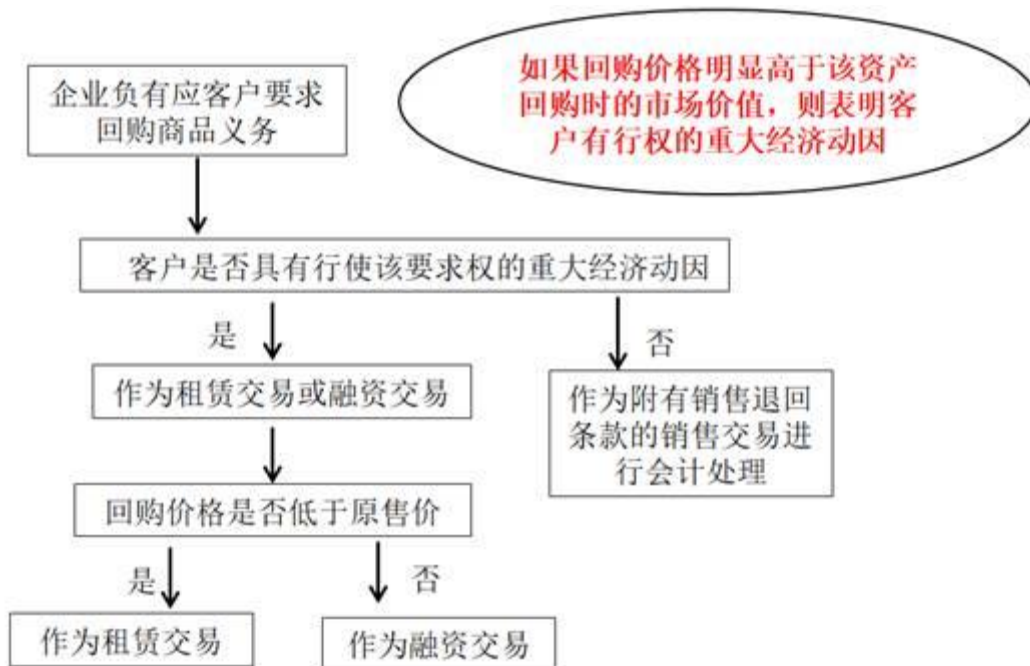 如果回购价格明显高于该资产
回购时的市场价值，则表明客
户有行权的重大经济动因
企业负有应客户要求
回购商品义务
客户是否具有行使该要求权的重大经济动因
是
否
作为租赁交易或融资交易
作为附有销售退回
条款的销售交易进
行会计处理
回购价格是否低于原售价
是
否
作为租赁交易
作为融资交易